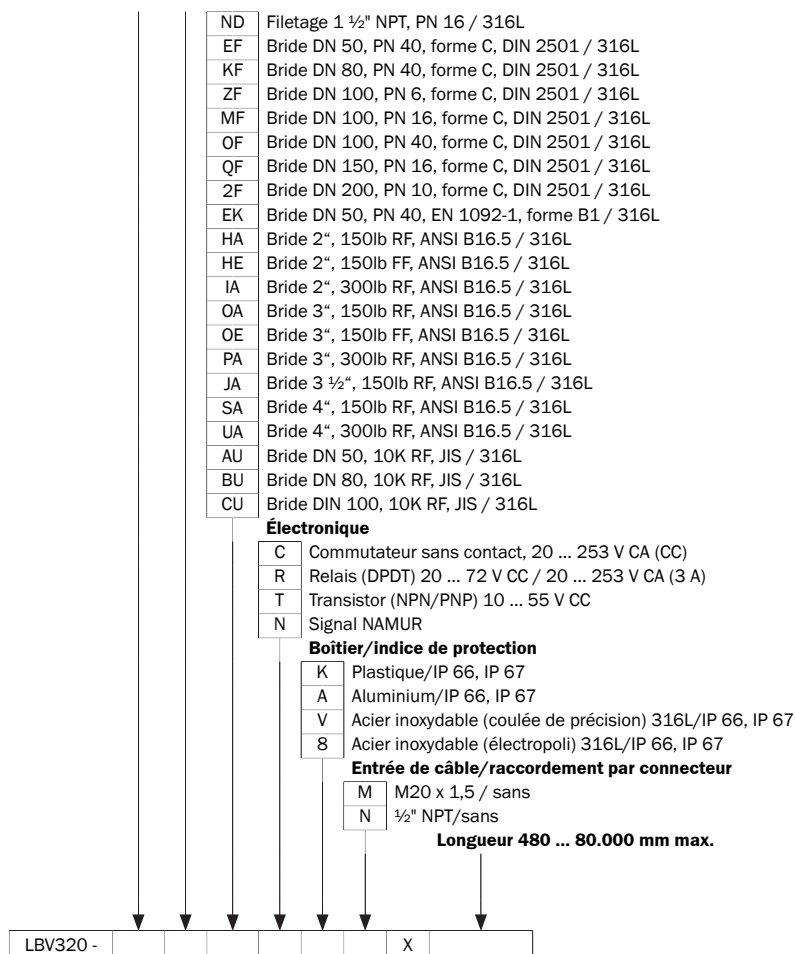 ND Filetage 1 ½" NPT, PN 16 / 316L
EF Bride DN 50, PN 40, forme C, DIN 2501 / 316L
KF Bride DN 80, PN 40, forme C, DIN 2501 / 316L
ZF Bride DN 100, PN 6, forme C, DIN 2501 / 316L
MF Bride DN 100, PN 16, forme C, DIN 2501 / 316L
OF Bride DN 100, PN 40, forme C, DIN 2501 / 316L
QF Bride DN 150, PN 16, forme C, DIN 2501 / 316L
2F Bride DN 200, PN 10, forme C, DIN 2501 / 316L
EK Bride DN 50, PN 40, EN 1092-1, forme B1 / 316L
HA Bride 2“, 150lb RF, ANSI B16.5 / 316L
HE Bride 2“, 150lb FF, ANSI B16.5 / 316L
IA Bride 2“, 300lb RF, ANSI B16.5 / 316L
OA Bride 3“, 150lb RF, ANSI B16.5 / 316L
OE Bride 3“, 150lb FF, ANSI B16.5 / 316L
PA Bride 3“, 300lb RF, ANSI B16.5 / 316L
JA Bride 3 ½“, 150lb RF, ANSI B16.5 / 316L
SA Bride 4“, 150lb RF, ANSI B16.5 / 316L
UA Bride 4“, 300lb RF, ANSI B16.5 / 316L
AU Bride DN 50, 10K RF, JIS / 316L
BU Bride DN 80, 10K RF, JIS / 316L
CU Bride DIN 100, 10K RF, JIS / 316L
Électronique
C Commutateur sans contact, 20 ... 253 V CA (CC)
R Relais (DPDT) 20 ... 72 V CC / 20 ... 253 V CA (3 A)
T Transistor (NPN/PNP) 10 ... 55 V CC
N Signal NAMUR
Boîtier/indice de protection
K Plastique/IP 66, IP 67
A Aluminium/IP 66, IP 67
V Acier inoxydable (coulée de précision) 316L/IP 66, IP 67
8 Acier inoxydable (électropoli) 316L/IP 66, IP 67
Entrée de câble/raccordement par connecteur
M M20 x 1,5 / sans
N ½" NPT/sans
Longueur 480 ... 80.000 mm max.
LBV320 - X